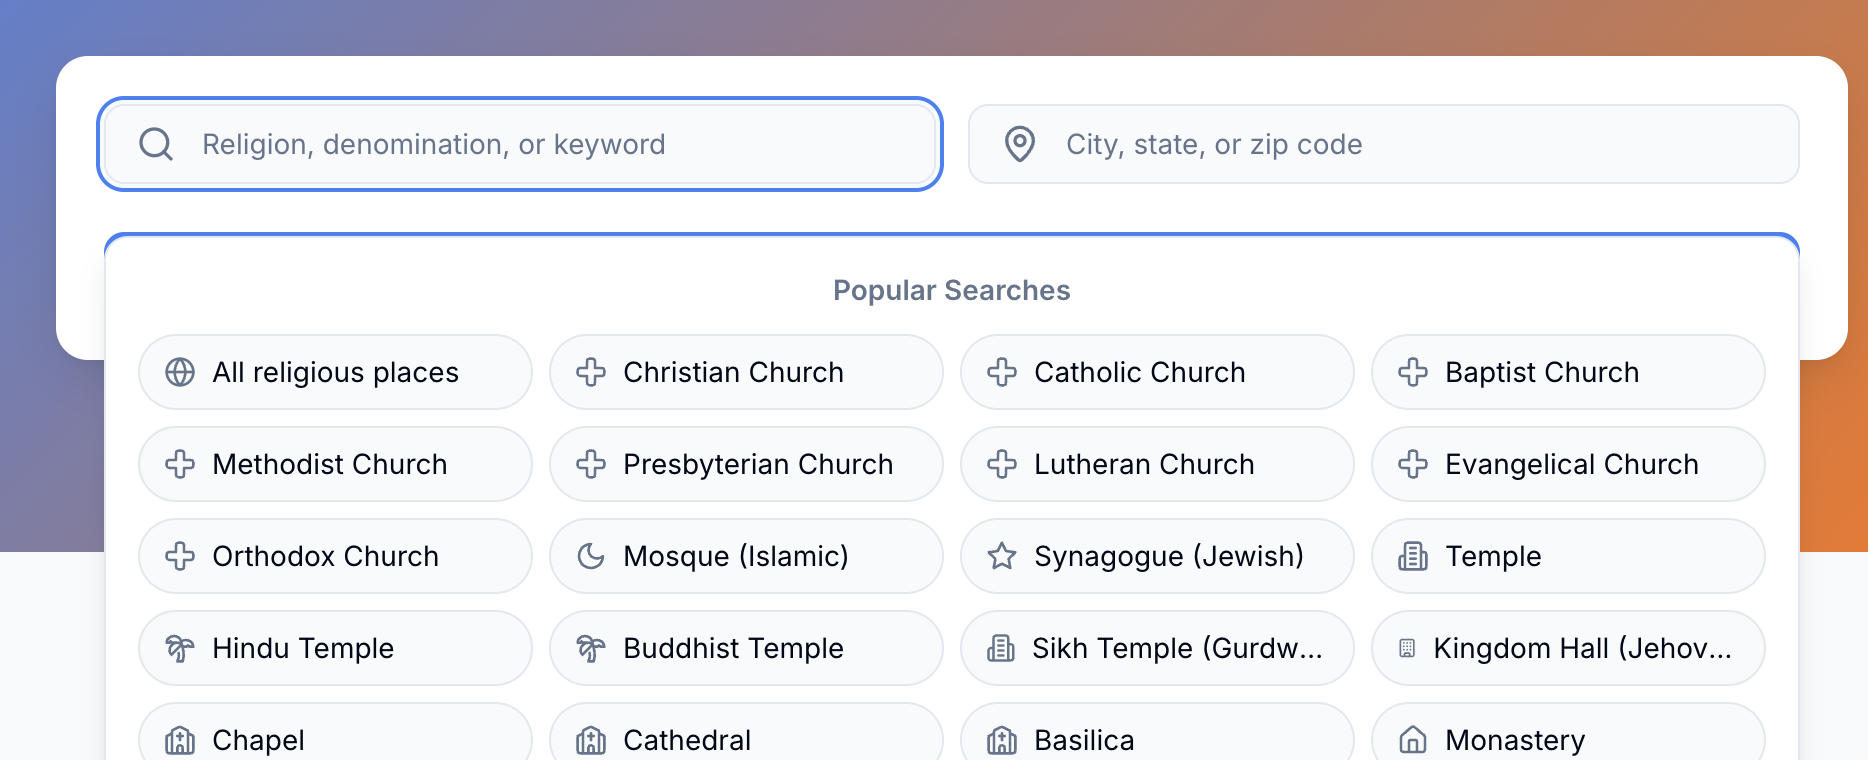 Religion, denomination, or keyword
City, state, or zip code
Popular Searches
All religious places
Christian Church
Catholic Church
Baptist Church
Methodist Church
Presbyterian Church
Lutheran Church
Evangelical Church
Orthodox Church
Mosque (Islamic)
Synagogue (Jewish)
Temple
Hindu Temple
Buddhist Temple
Sikh Temple (Gurdw...
Kingdom Hall (Jehov...
Chapel
Cathedral
Basilica
Monastery